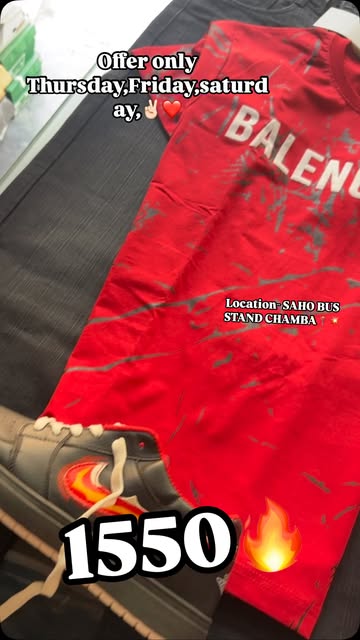 Offer only
Thursday,Friday,saturd
ay,✌🏻❤️
BALENC
Location-SAHO BUS
STAND CHAMBA📍💥
1550🔥